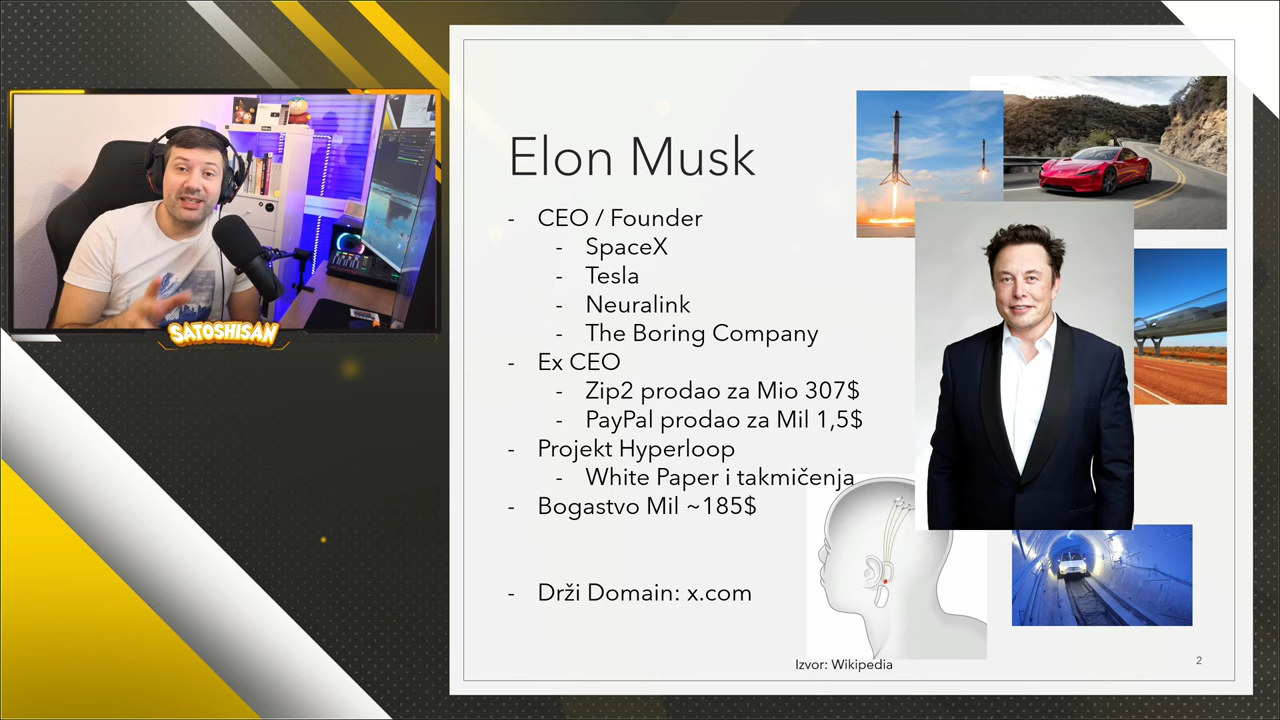 SATOSHISAN
Elon Musk
- CEO / Founder
- SpaceX
- Tesla
- Neuralink
- The Boring Company
- Ex CEO
- Zip2 prodao za Mio 307$
- PayPal prodao za Mil 1,5$
- Projekt Hyperloop
- White Paper i takmičenja
- Bogastvo Mil ~185$
- Drži Domain: x.com
Izvor: Wikipedia
2